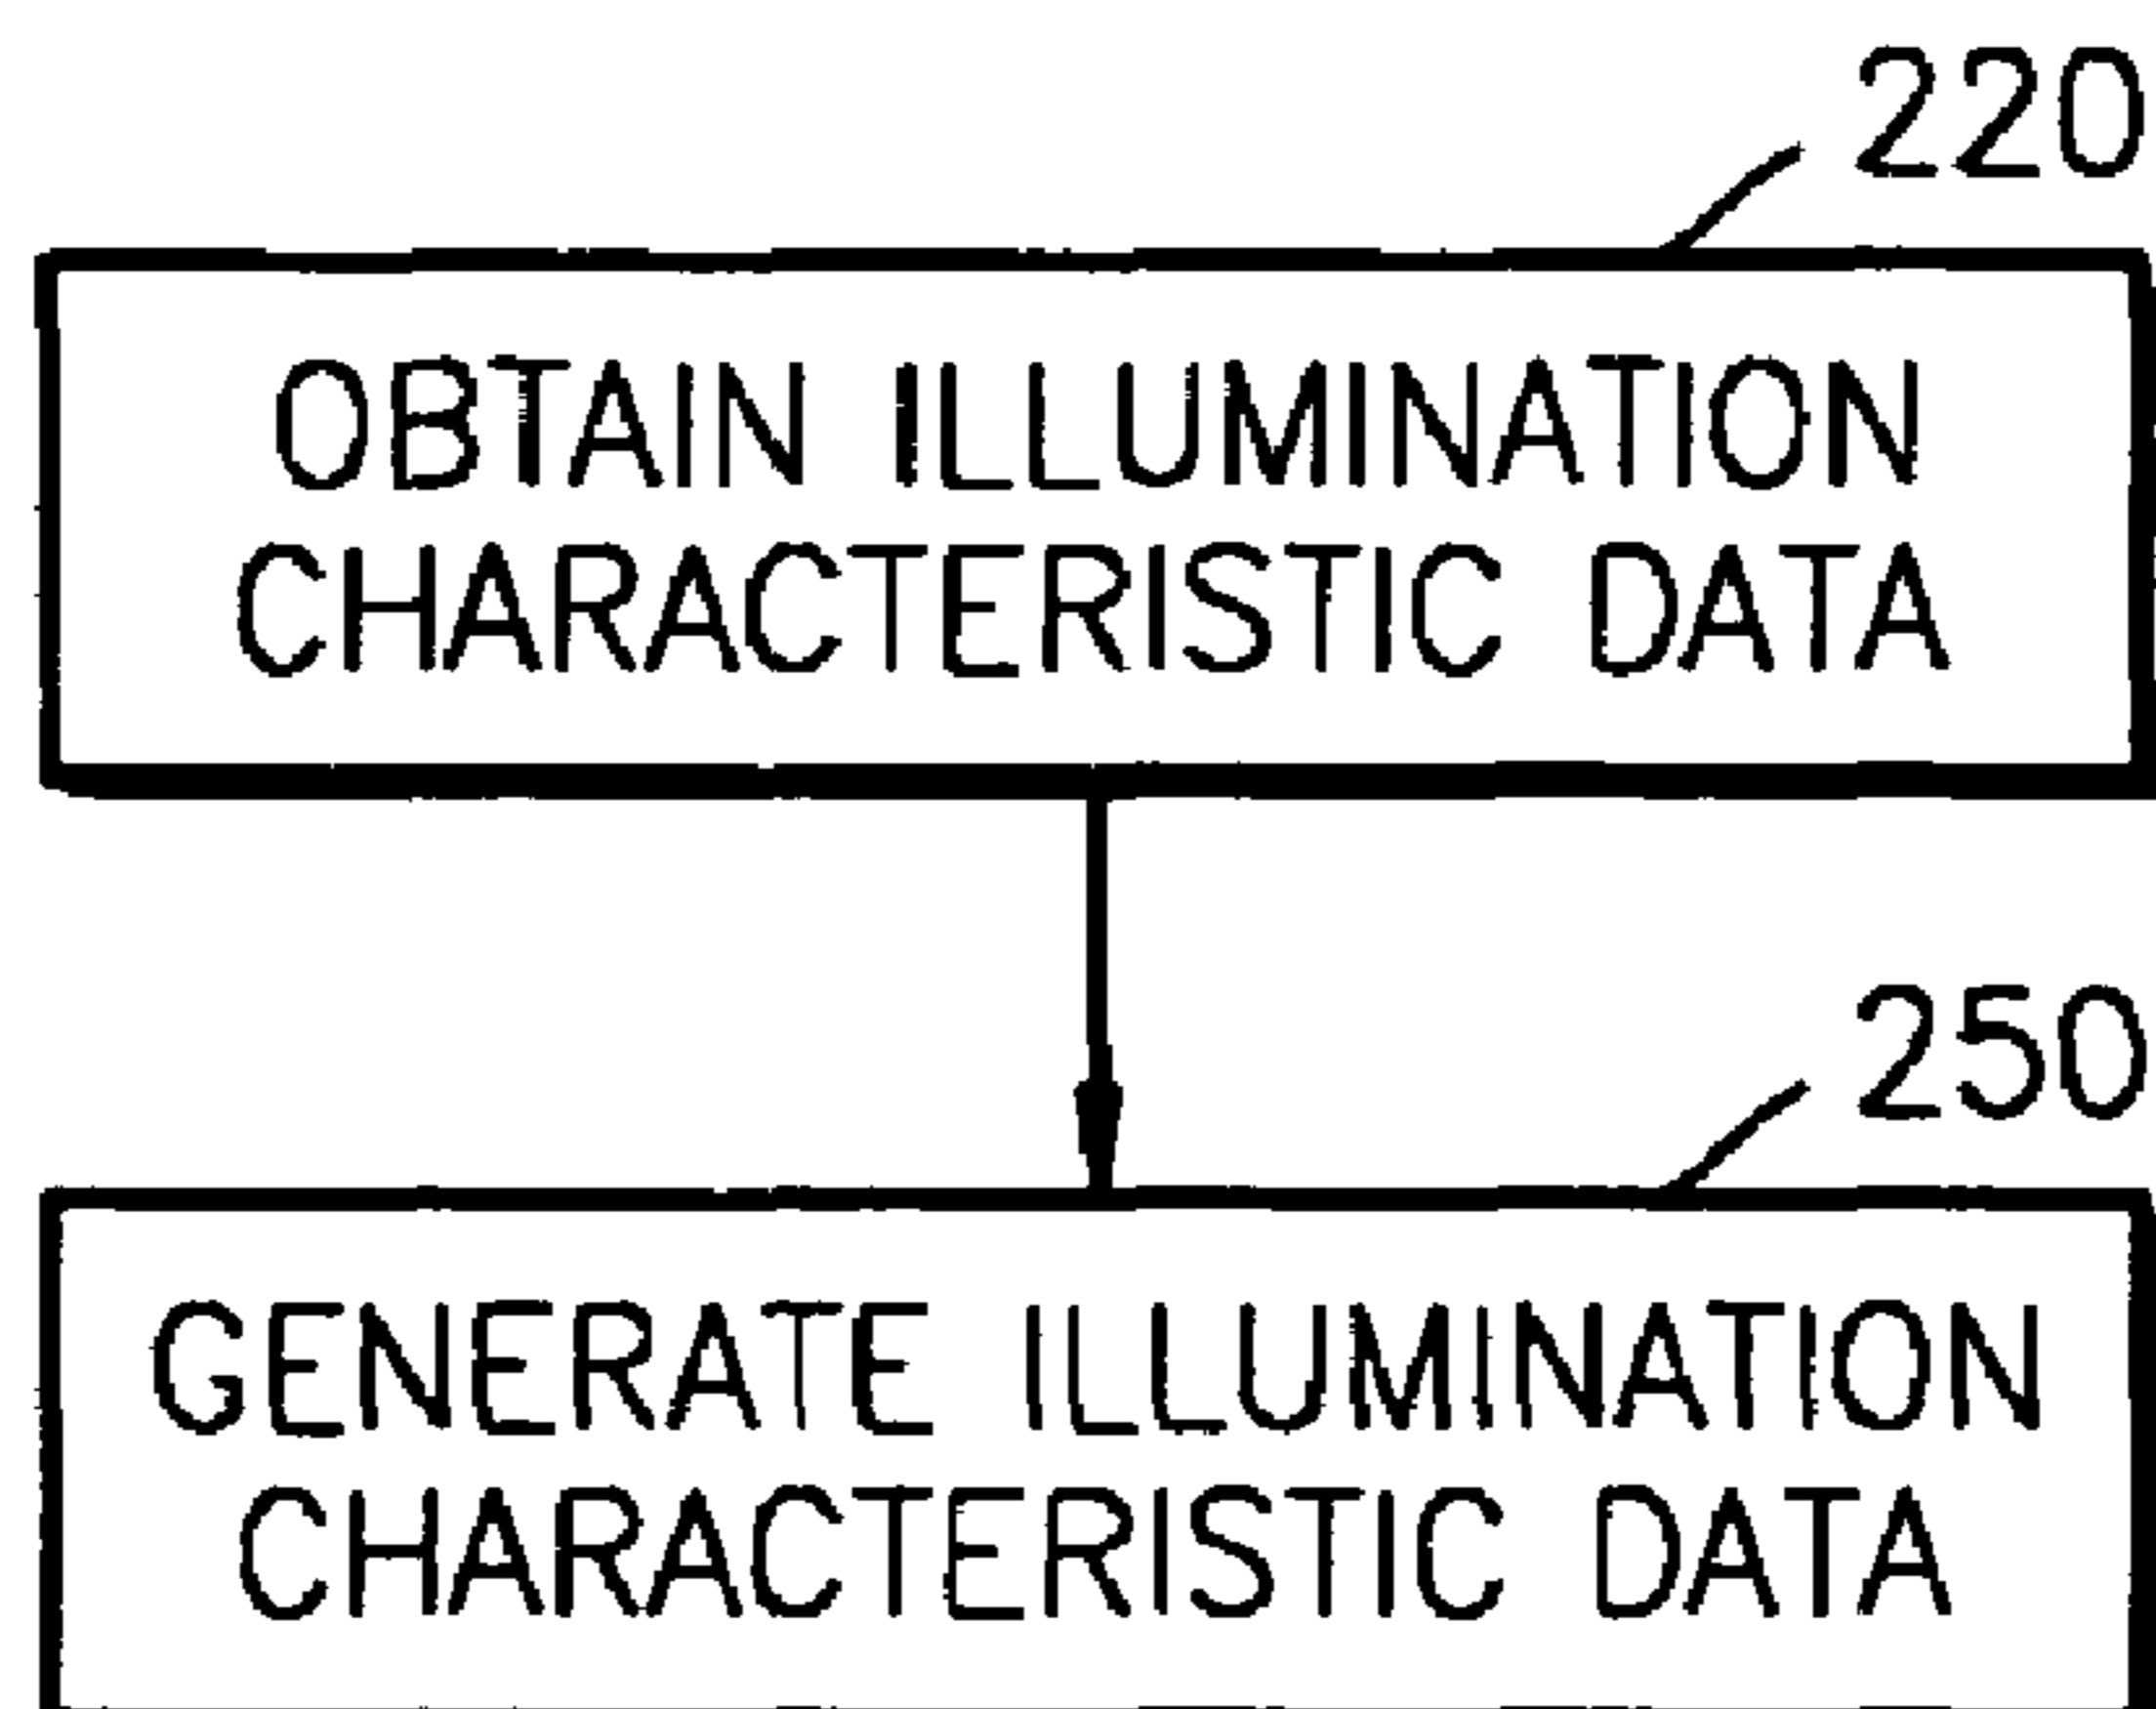 220
OBTAIN ILLUMINATION
CHARACTERISTIC DATA
250
GENERATE ILLUMINATION
CHARACTERISTIC DATA